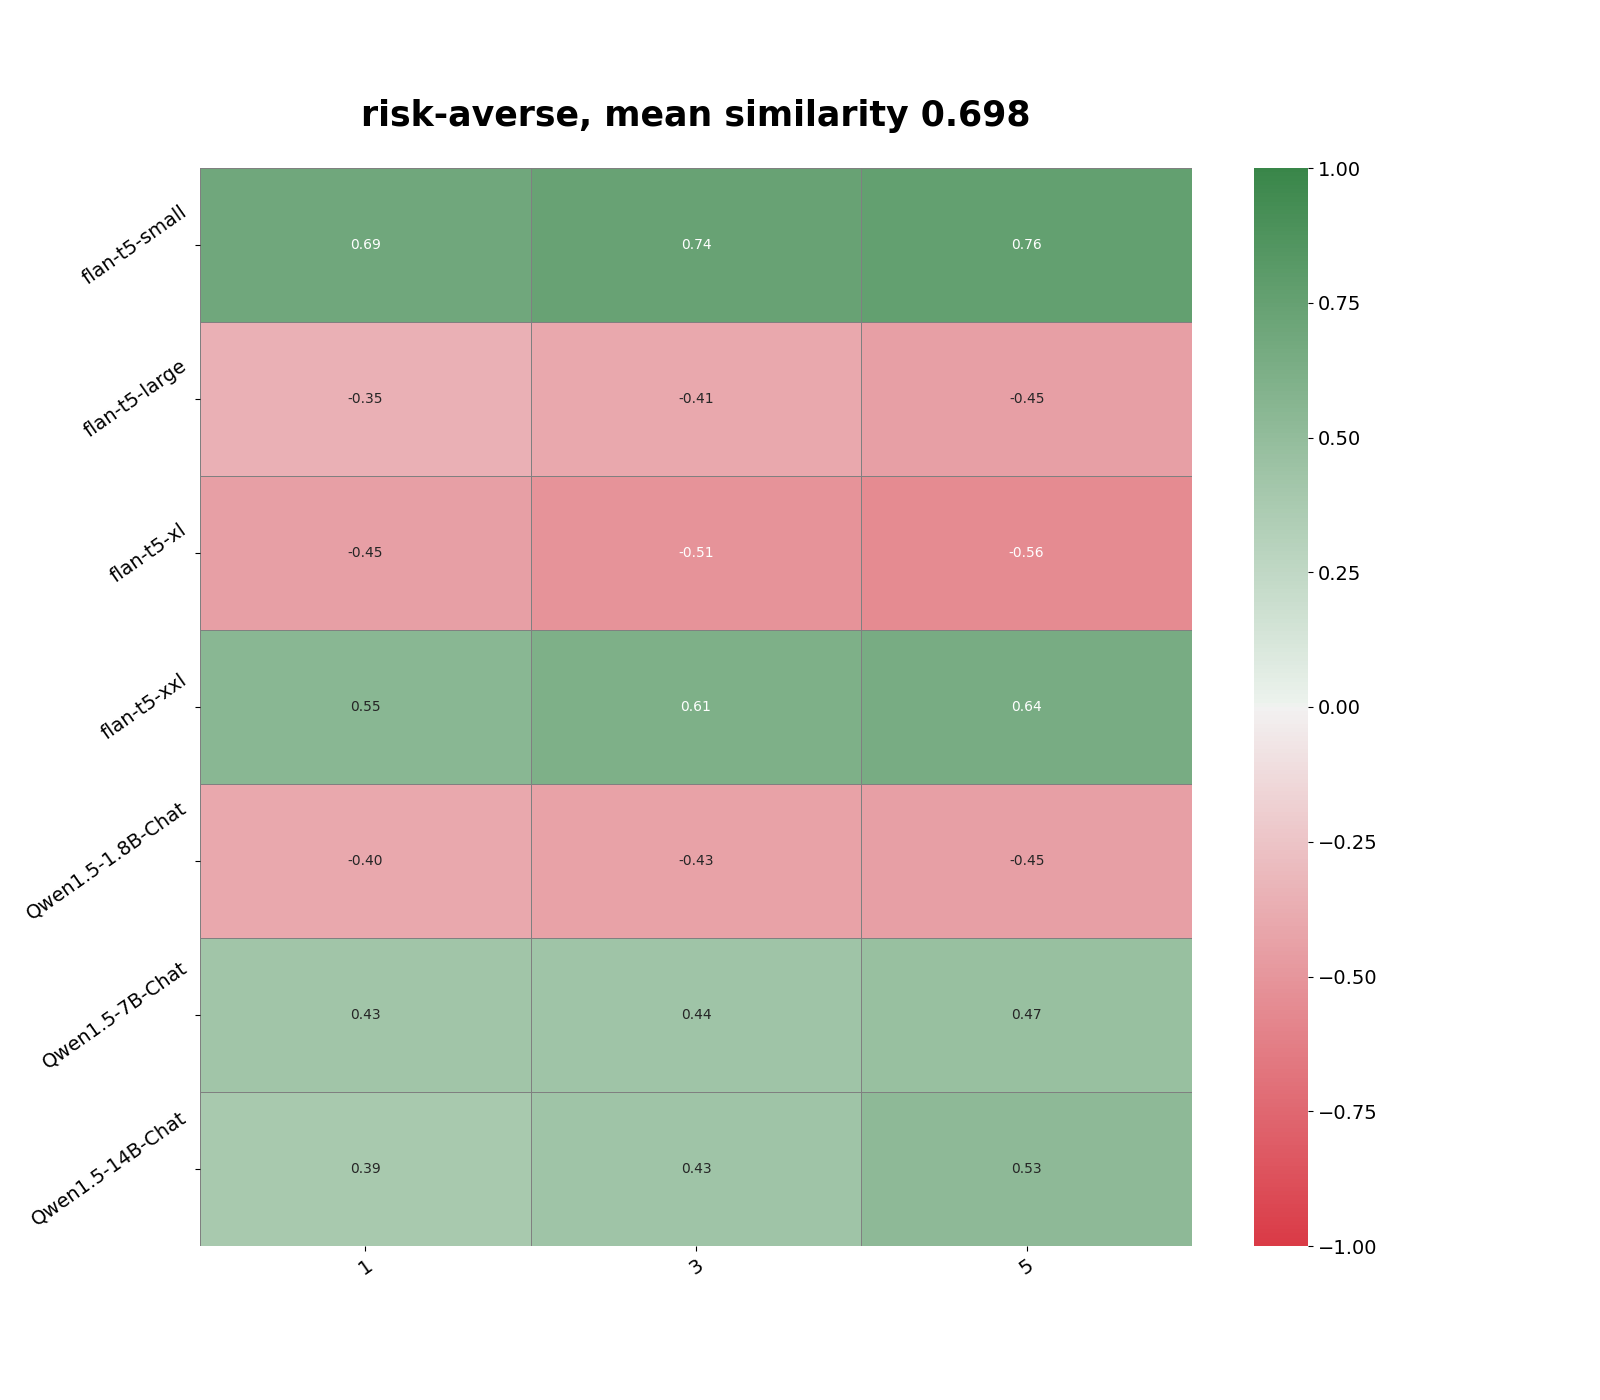 risk-averse, mean similarity 0.698
flan-t5-small 0.69 0.74 0.76
flan-t5-large -0.35 -0.41 -0.45
flan-t5-xl -0.45 -0.51 -0.56
flan-t5-xxl 0.55 0.61 0.64
Qwen1.5-1.8B-Chat -0.40 -0.43 -0.45
Qwen1.5-7B-Chat 0.43 0.44 0.47
Qwen1.5-14B-Chat 0.39 0.43 0.53
1 3 5
1.00
0.75
0.50
0.25
0.00
−0.25
−0.50
−0.75
−1.00